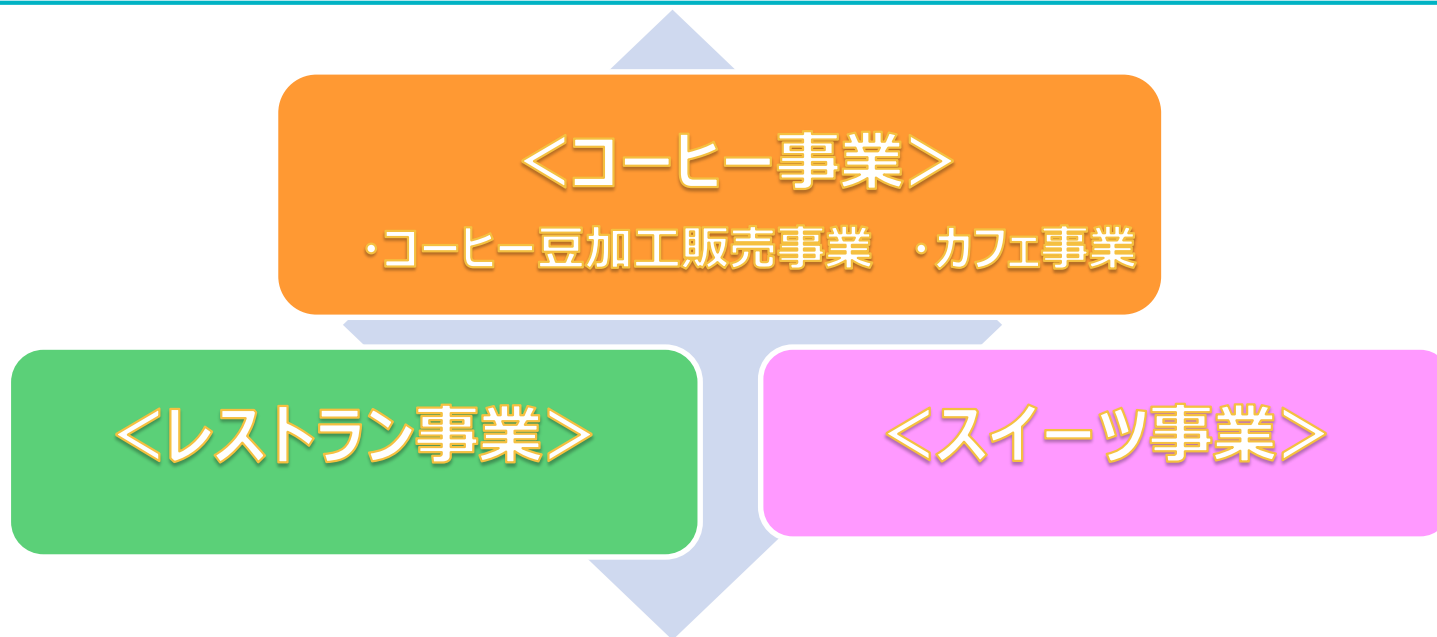 ＜コーヒー事業＞
・コーヒー豆加工販売事業　・カフェ事業
＜レストラン事業＞
＜スイーツ事業＞